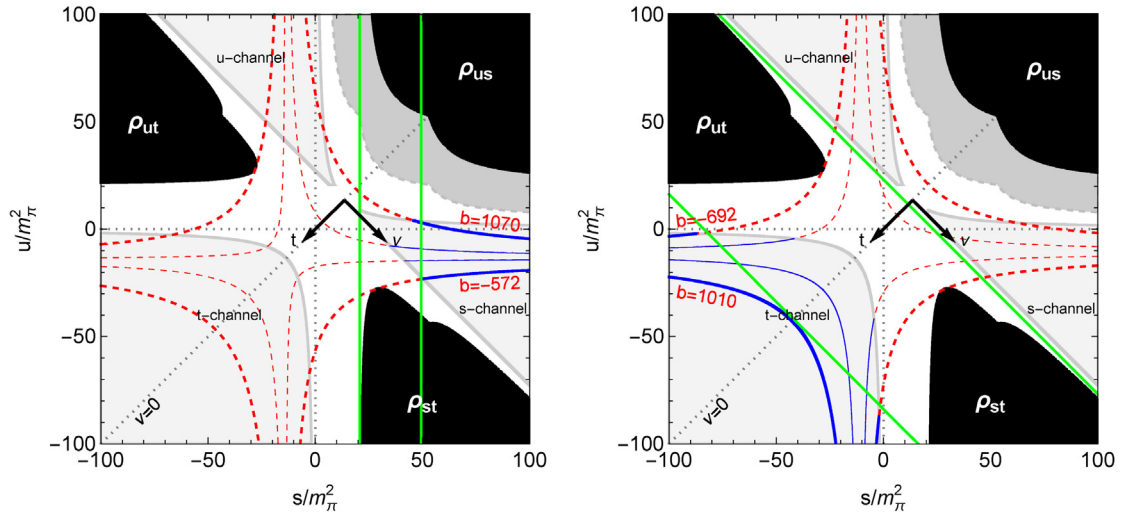 100
u-channel
ρus
50
ρut
u/m²π
0
t
v
b=1070
b=−572
s-channel
−50
t-channel
v=0
ρst
−100
−100 −50 0 50 100
s/m²π
100
u-channel
ρus
50
ρut
u/m²π
0
b=−692
t
v
b=1010
s-channel
−50
t-channel
v=0
ρst
−100
−100 −50 0 50 100
s/m²π